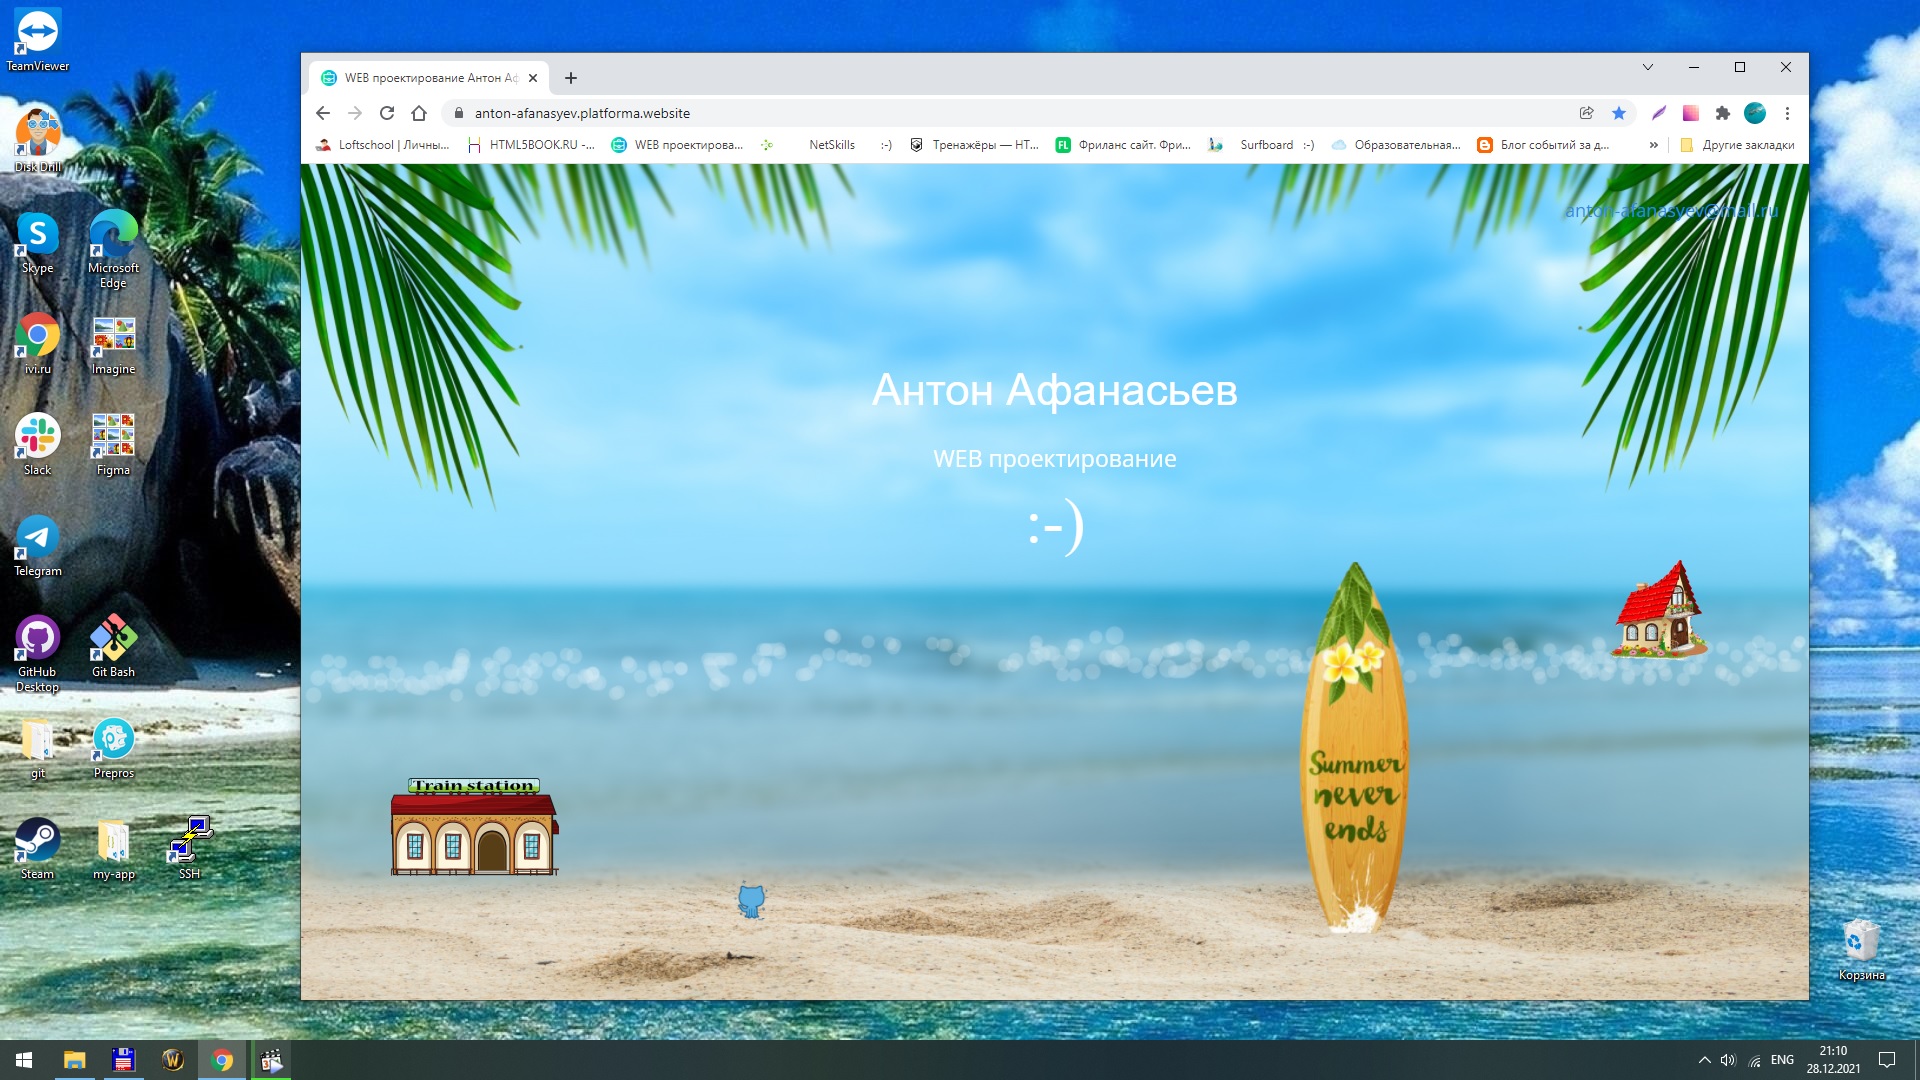 TeamViewer
Disk Drill
Skype
Microsoft
Edge
ivi.ru
Imagine
Slack
Figma
Telegram
GitHub
Desktop
Git Bash
git
Prepros
Steam
my-app
SSH
WEB проектирование Антон Аф
anton-afanasyev.platforma.website
Loftschool | Личны...
HTML5BOOK.RU -...
WEB проектирова...
NetSkills
:-)
Тренажёры — HT...
FL
Фриланс сайт. Фри...
Surfboard :-)
Образовательная...
Блог событий за д...
»
Другие закладки
anton-afanasyev@mail.ru
Антон Афанасьев
WEB проектирование
:-)
Train station
Summer
never
ends
Корзина
ENG
21:10
28.12.2021